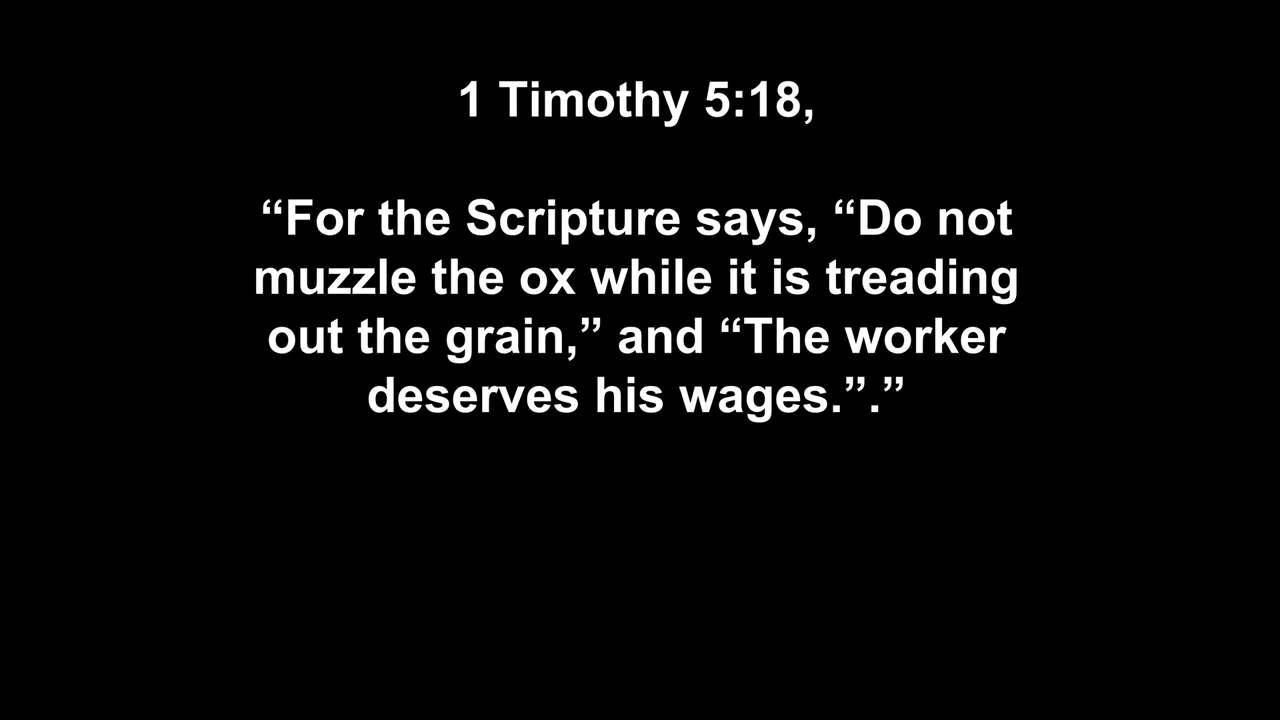 1 Timothy 5:18,
“For the Scripture says, “Do not
muzzle the ox while it is treading
out the grain,” and “The worker
deserves his wages.”.”